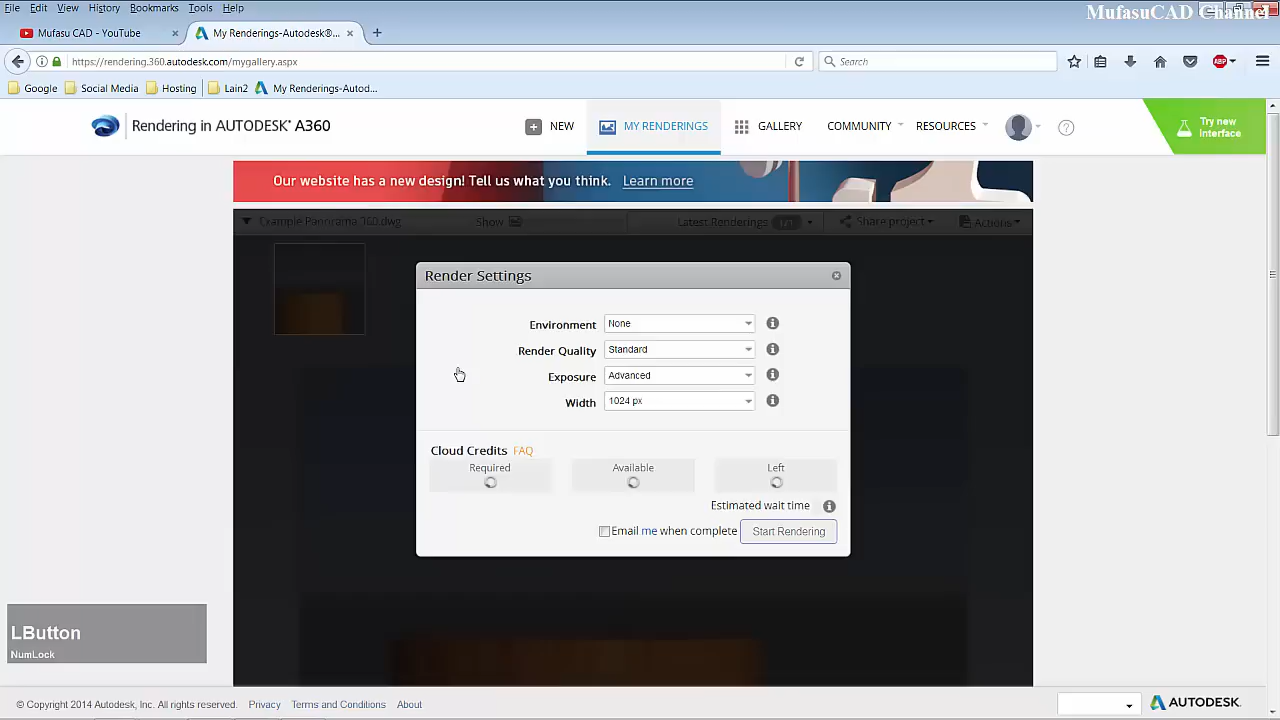 File Edit View History Bookmarks Tools Help
MufasuCAD Channel
Mufasu CAD - YouTube
My Renderings-Autodesk®...
https://rendering.360.autodesk.com/mygallery.aspx
Search
ABP
Google Social Media Hosting Lain2 My Renderings-Autod...
Rendering in AUTODESK® A360
NEW MY RENDERINGS GALLERY COMMUNITY RESOURCES
Try new
interface
Our website has a new design! Tell us what you think. Learn more
Example Panorama 360.dwg Show Latest Renderings 1/1 Share project Actions
Render Settings
Environment None
Render Quality Standard
Exposure Advanced
Width 1024 px
Cloud Credits FAQ
Required Available Left
Estimated wait time
Email me when complete Start Rendering
LButton
NumLock
© Copyright 2014 Autodesk, Inc. All rights reserved. Privacy Terms and Conditions About
AUTODESK.